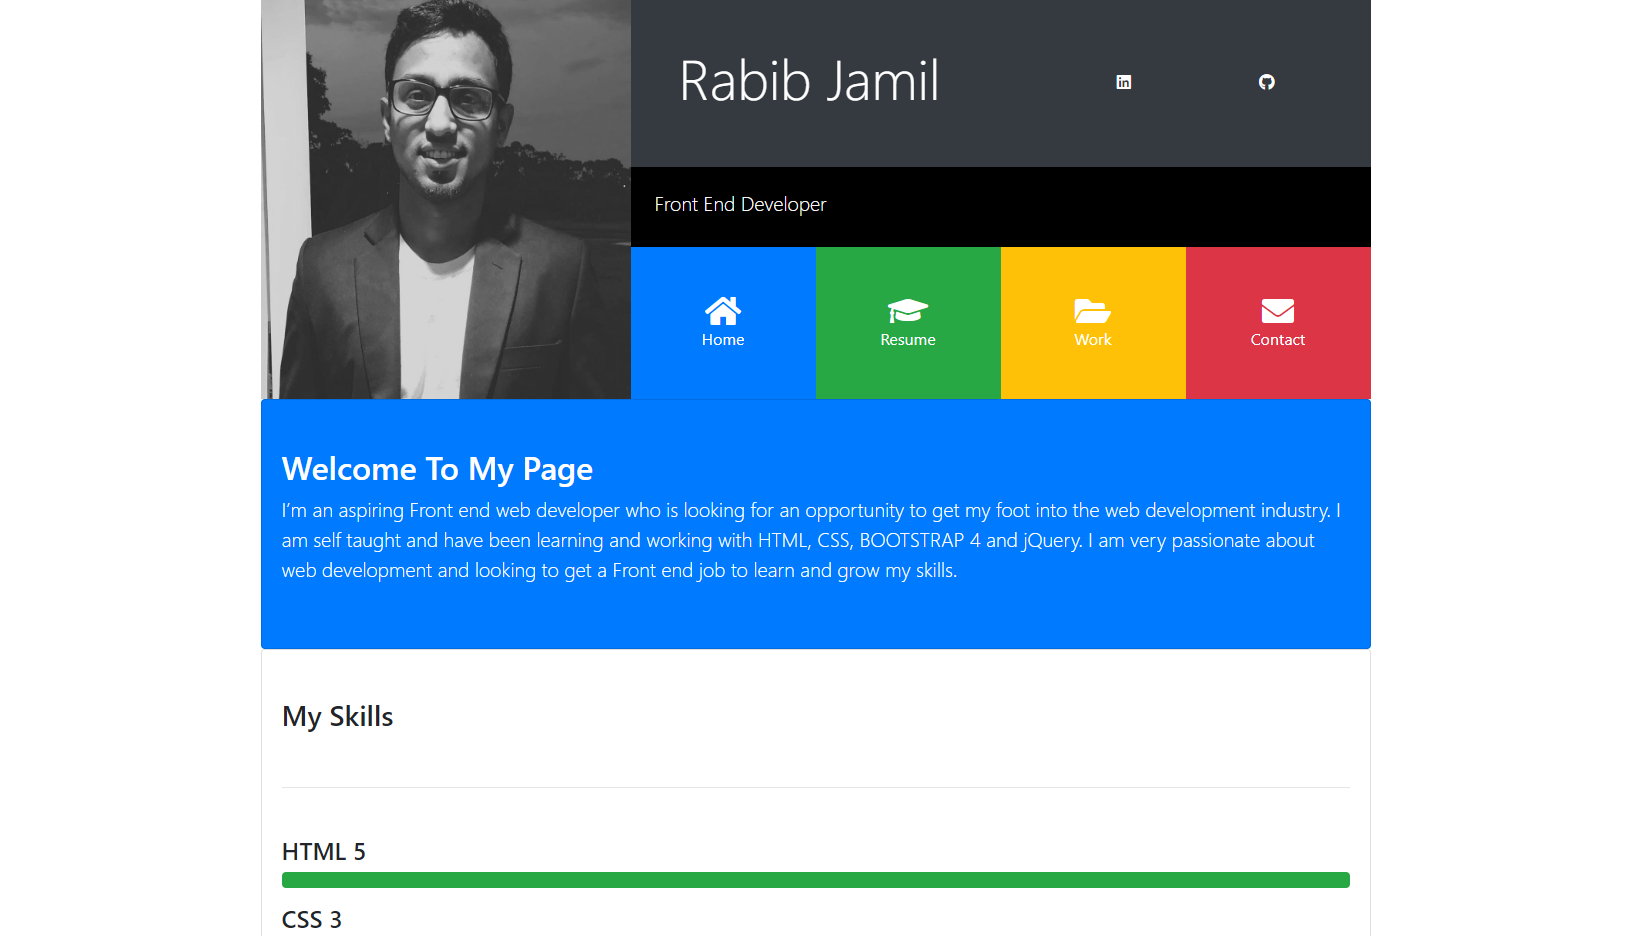 Rabib Jamil
Front End Developer
Home
Resume
Work
Contact
Welcome To My Page
I’m an aspiring Front end web developer who is looking for an opportunity to get my foot into the web development industry. I
am self taught and have been learning and working with HTML, CSS, BOOTSTRAP 4 and jQuery. I am very passionate about
web development and looking to get a Front end job to learn and grow my skills.
My Skills
HTML 5
CSS 3